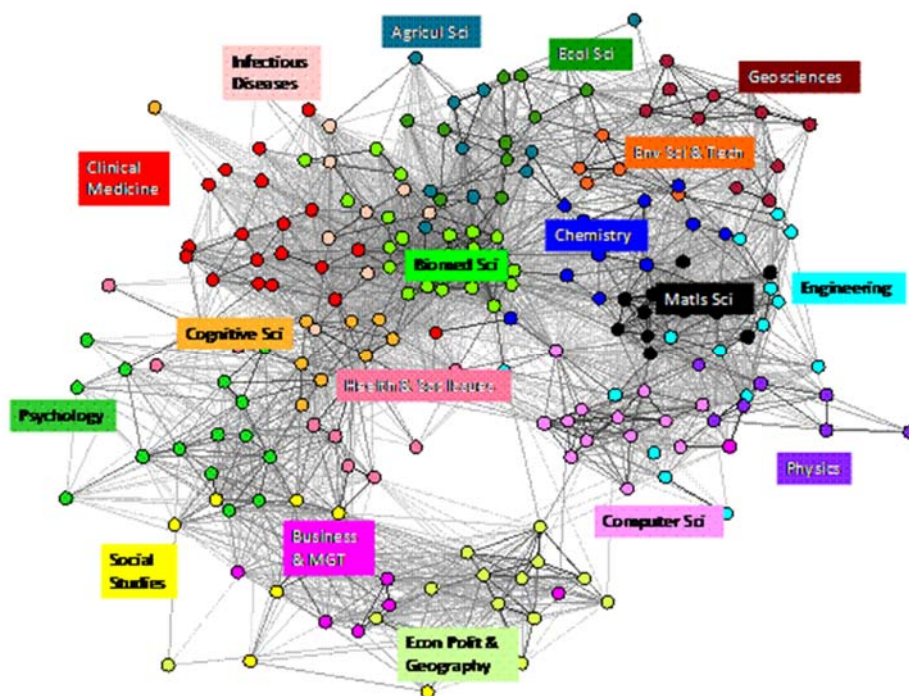 Agricul Sci
Ecol Sci
Infectious
Diseases
Geosciences
Env Sci & Tech
Clinical
Medicine
Chemistry
Biomed Sci
Matls Sci
Engineering
Cognitive Sci
Health & Soc Issues
Psychology
Physics
Computer Sci
Business
& MGT
Social
Studies
Econ Polit &
Geography